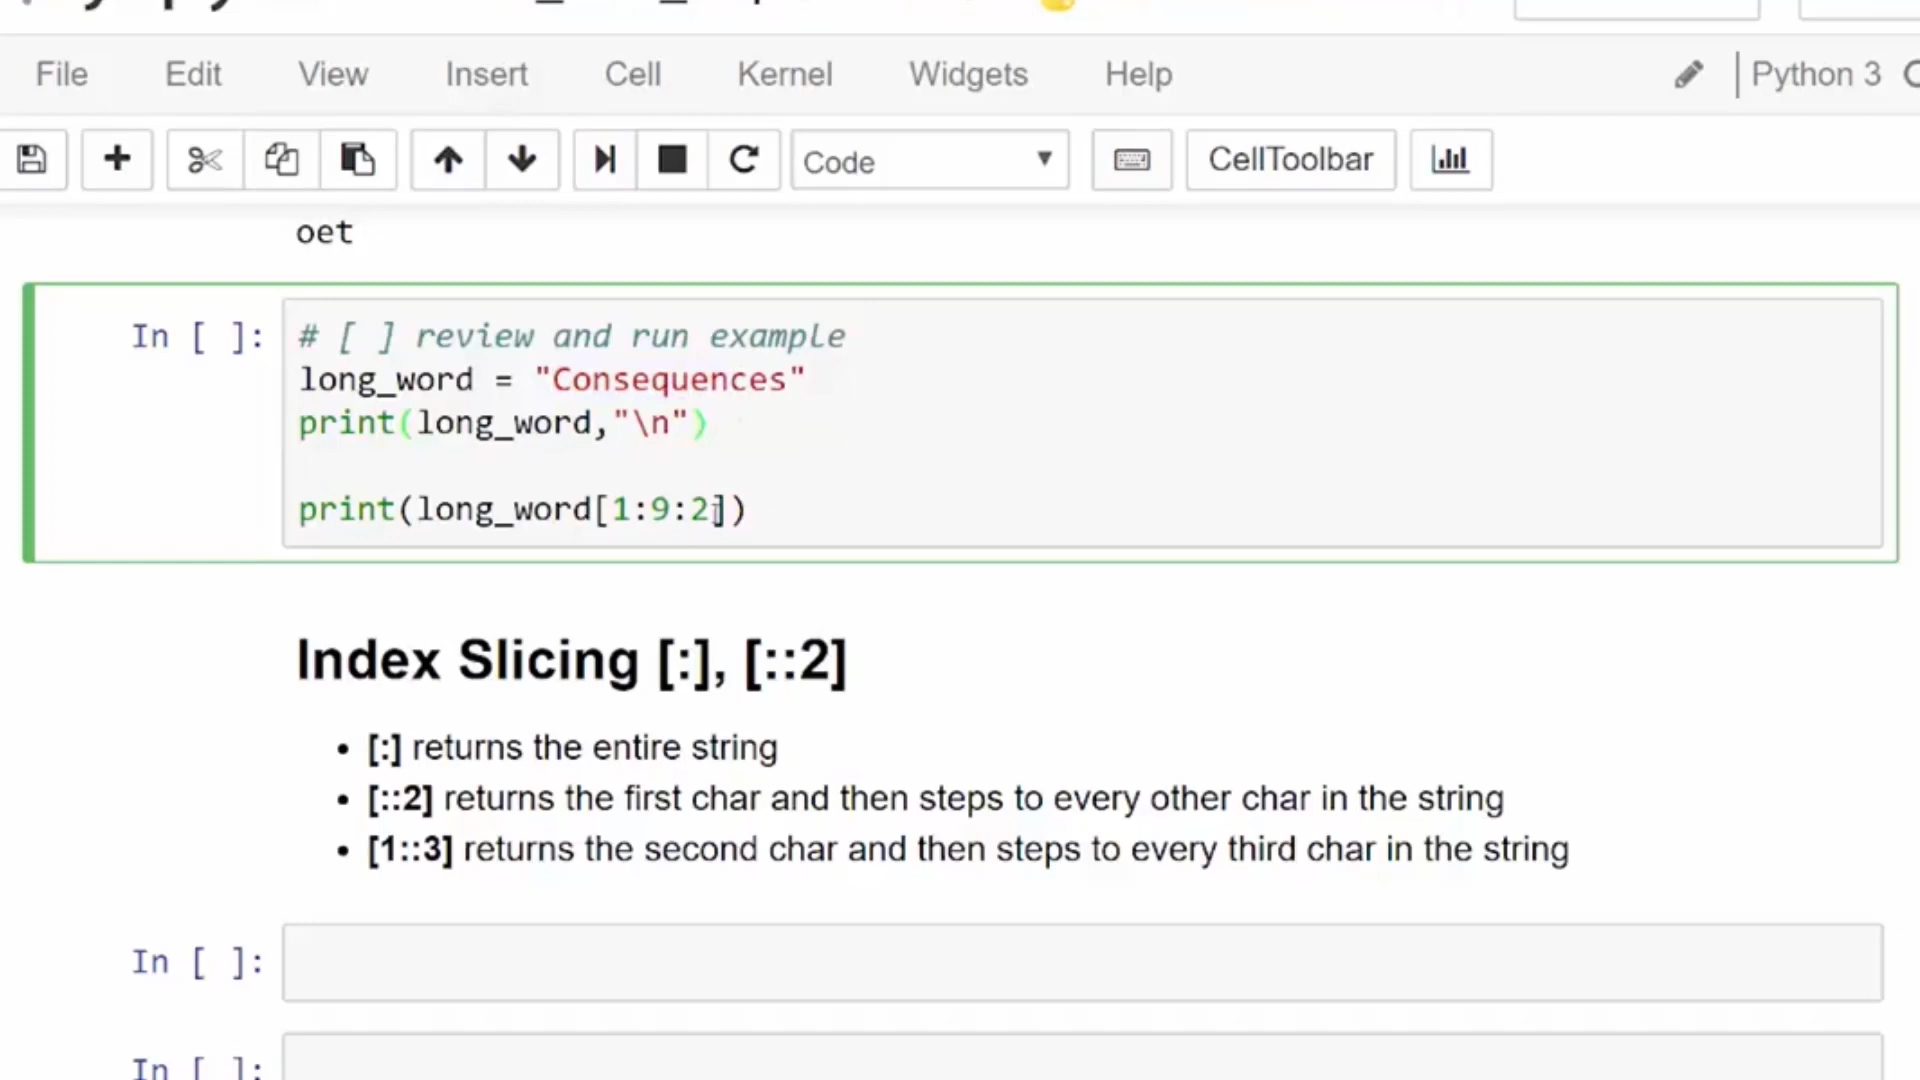 File Edit View Insert Cell Kernel Widgets Help Python 3
Code CellToolbar
oet
In [ ]:
# [ ] review and run example
long_word = "Consequences"
print(long_word,"\n")
print(long_word[1:9:2])
Index Slicing [:], [::2]
• [:] returns the entire string
• [::2] returns the first char and then steps to every other char in the string
• [1::3] returns the second char and then steps to every third char in the string
In [ ]:
In [ ]: